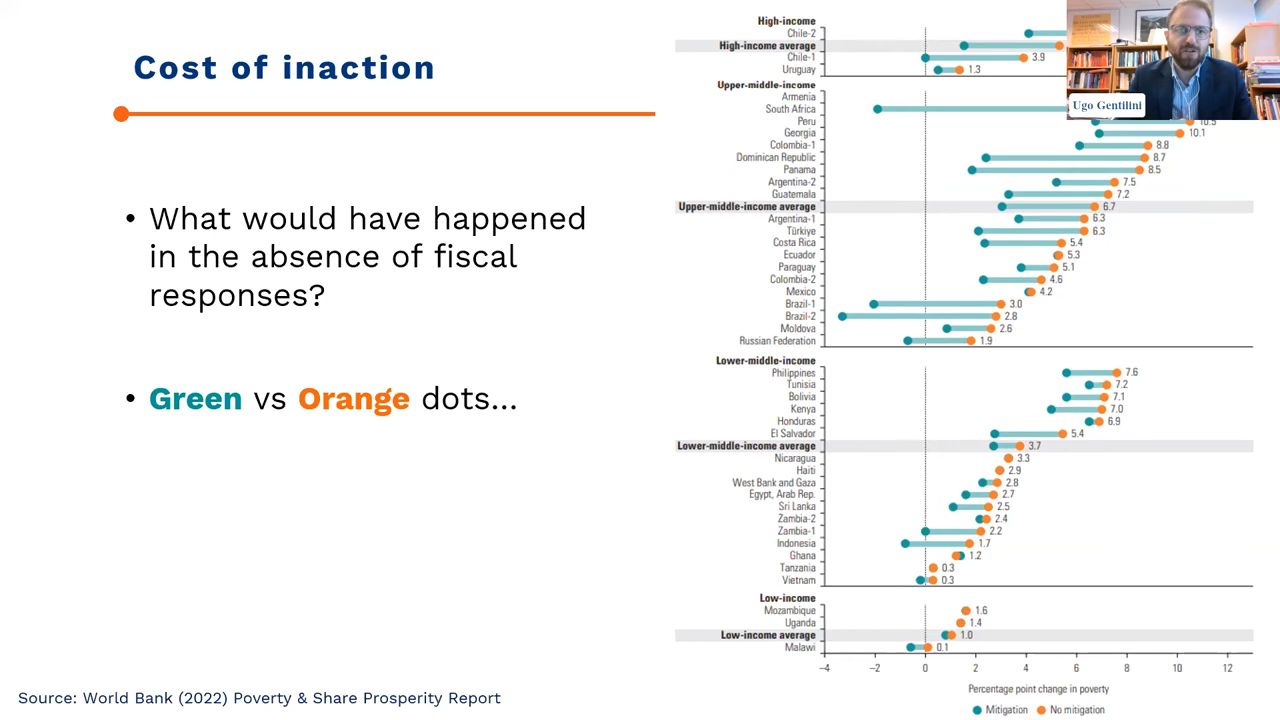 Cost of inaction
• What would have happened
in the absence of fiscal
responses?
• Green vs Orange dots...
Source: World Bank (2022) Poverty & Share Prosperity Report
High-income
Chile-2
High-income average
Chile-1 3.9
Uruguay 1.3
Upper-middle-income
Armenia
South Africa
Peru 10.5
Georgia 10.1
Colombia-1 8.8
Dominican Republic 8.7
Panama 8.5
Argentina-2 7.5
Guatemala 7.2
Upper-middle-income average 6.7
Argentina-1 6.3
Türkiye 6.3
Costa Rica 5.4
Ecuador 5.3
Paraguay 5.1
Colombia-2 4.6
Mexico 4.2
Brazil-1 3.0
Brazil-2 2.8
Moldova 2.6
Russian Federation 1.9
Lower-middle-income
Philippines 7.6
Tunisia 7.2
Bolivia 7.1
Kenya 7.0
Honduras 6.9
El Salvador 5.4
Lower-middle-income average 3.7
Nicaragua 3.3
Haiti 2.9
West Bank and Gaza 2.8
Egypt, Arab Rep. 2.7
Sri Lanka 2.5
Zambia-2 2.4
Zambia-1 2.2
Indonesia 1.7
Ghana 1.2
Tanzania 0.3
Vietnam 0.3
Low-income
Mozambique 1.6
Uganda 1.4
Low-income average 1.0
Malawi 0.1
−4 −2 0 2 4 6 8 10 12
Percentage point change in poverty
Mitigation No mitigation
Ugo Gentilini